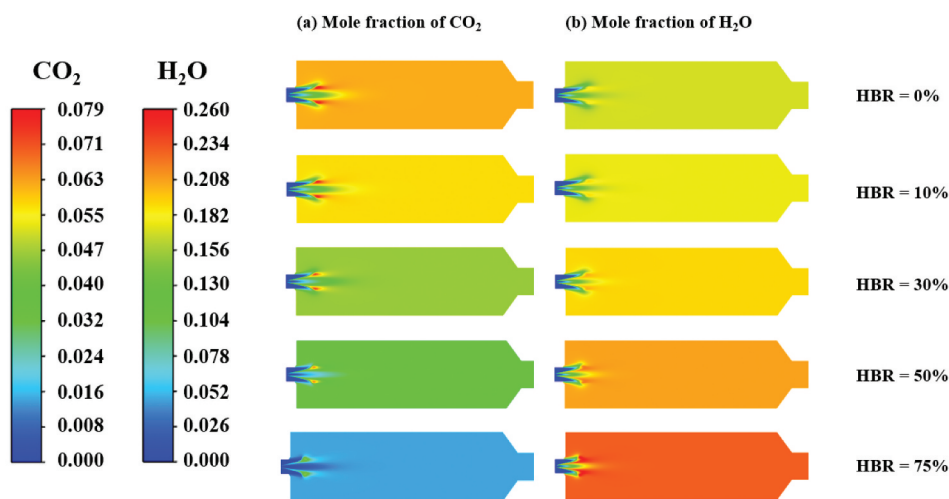 (a) Mole fraction of CO₂
(b) Mole fraction of H₂O
CO₂
H₂O
0.079
0.071
0.063
0.055
0.047
0.040
0.032
0.024
0.016
0.008
0.000
0.260
0.234
0.208
0.182
0.156
0.130
0.104
0.078
0.052
0.026
0.000
HBR = 0%
HBR = 10%
HBR = 30%
HBR = 50%
HBR = 75%